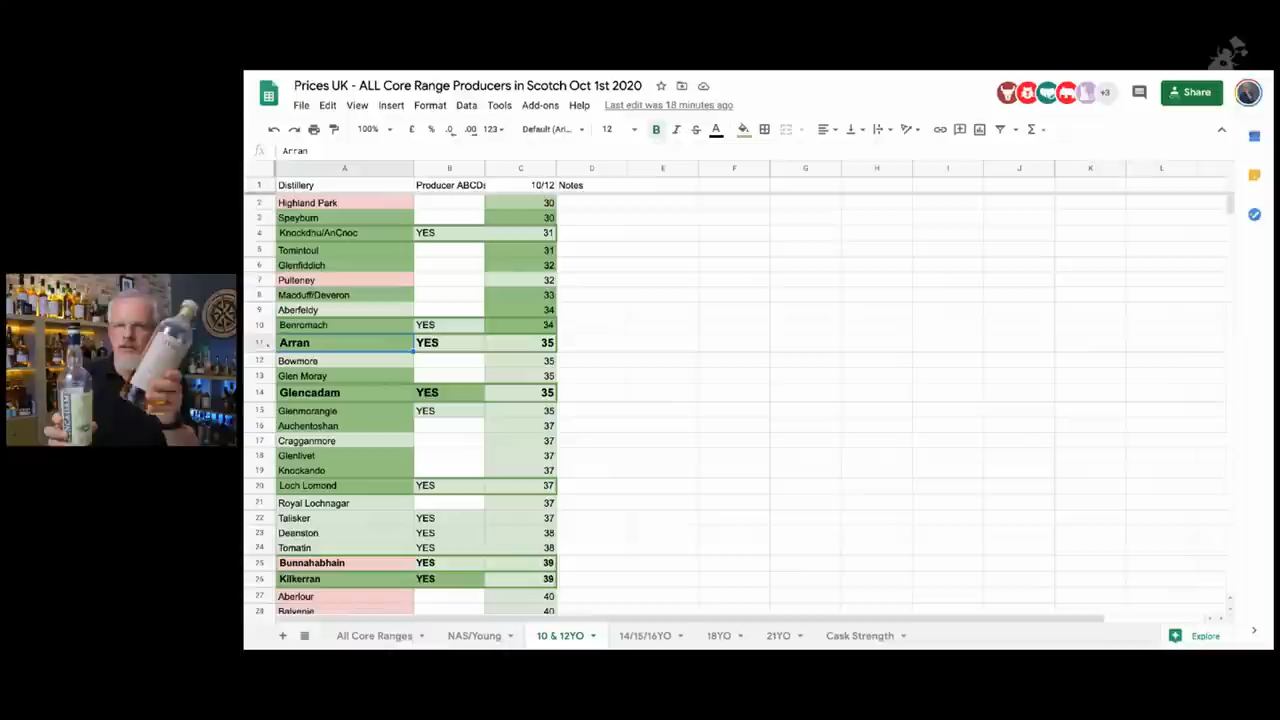 Prices UK - ALL Core Range Producers in Scotch Oct 1st 2020
+3
Share
File Edit View Insert Format Data Tools Add-ons Help Last edit was 18 minutes ago
100% £ % .0 .00 123 Default (Ari... 12 B I S A
fx Arran
A B C D E F G H I J K L
1 Distillery Producer ABCDs 10/12 Notes
2 Highland Park 30
3 Speyburn 30
4 Knockdhu/AnCnoc YES 31
5 Tomintoul 31
6 Glenfiddich 32
7 Pulteney 32
8 Macduff/Deveron 33
9 Aberfeldy 34
10 Benromach YES 34
11 Arran YES 35
12 Bowmore 35
13 Glen Moray 35
14 Glencadam YES 35
15 Glenmorangie YES 35
16 Auchentoshan 37
17 Cragganmore 37
18 Glenlivet 37
19 Knockando 37
20 Loch Lomond YES 37
21 Royal Lochnagar 37
22 Talisker YES 37
23 Deanston YES 38
24 Tomatin YES 38
25 Bunnahabhain YES 39
26 Kilkerran YES 39
27 Aberlour 40
28 Balvenie 40
All Core Ranges NAS/Young 10 & 12YO 14/15/16YO 18YO 21YO Cask Strength Explore